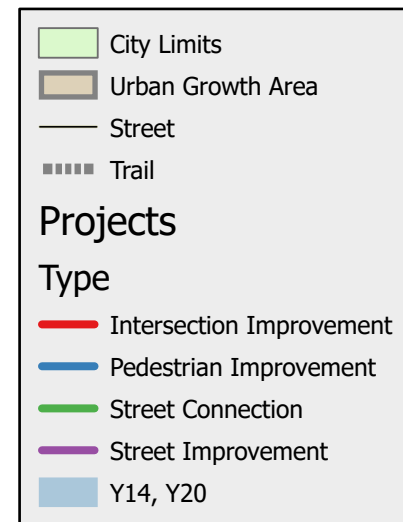 City Limits
Urban Growth Area
Street
Trail
Projects
Type
Intersection Improvement
Pedestrian Improvement
Street Connection
Street Improvement
Y14, Y20